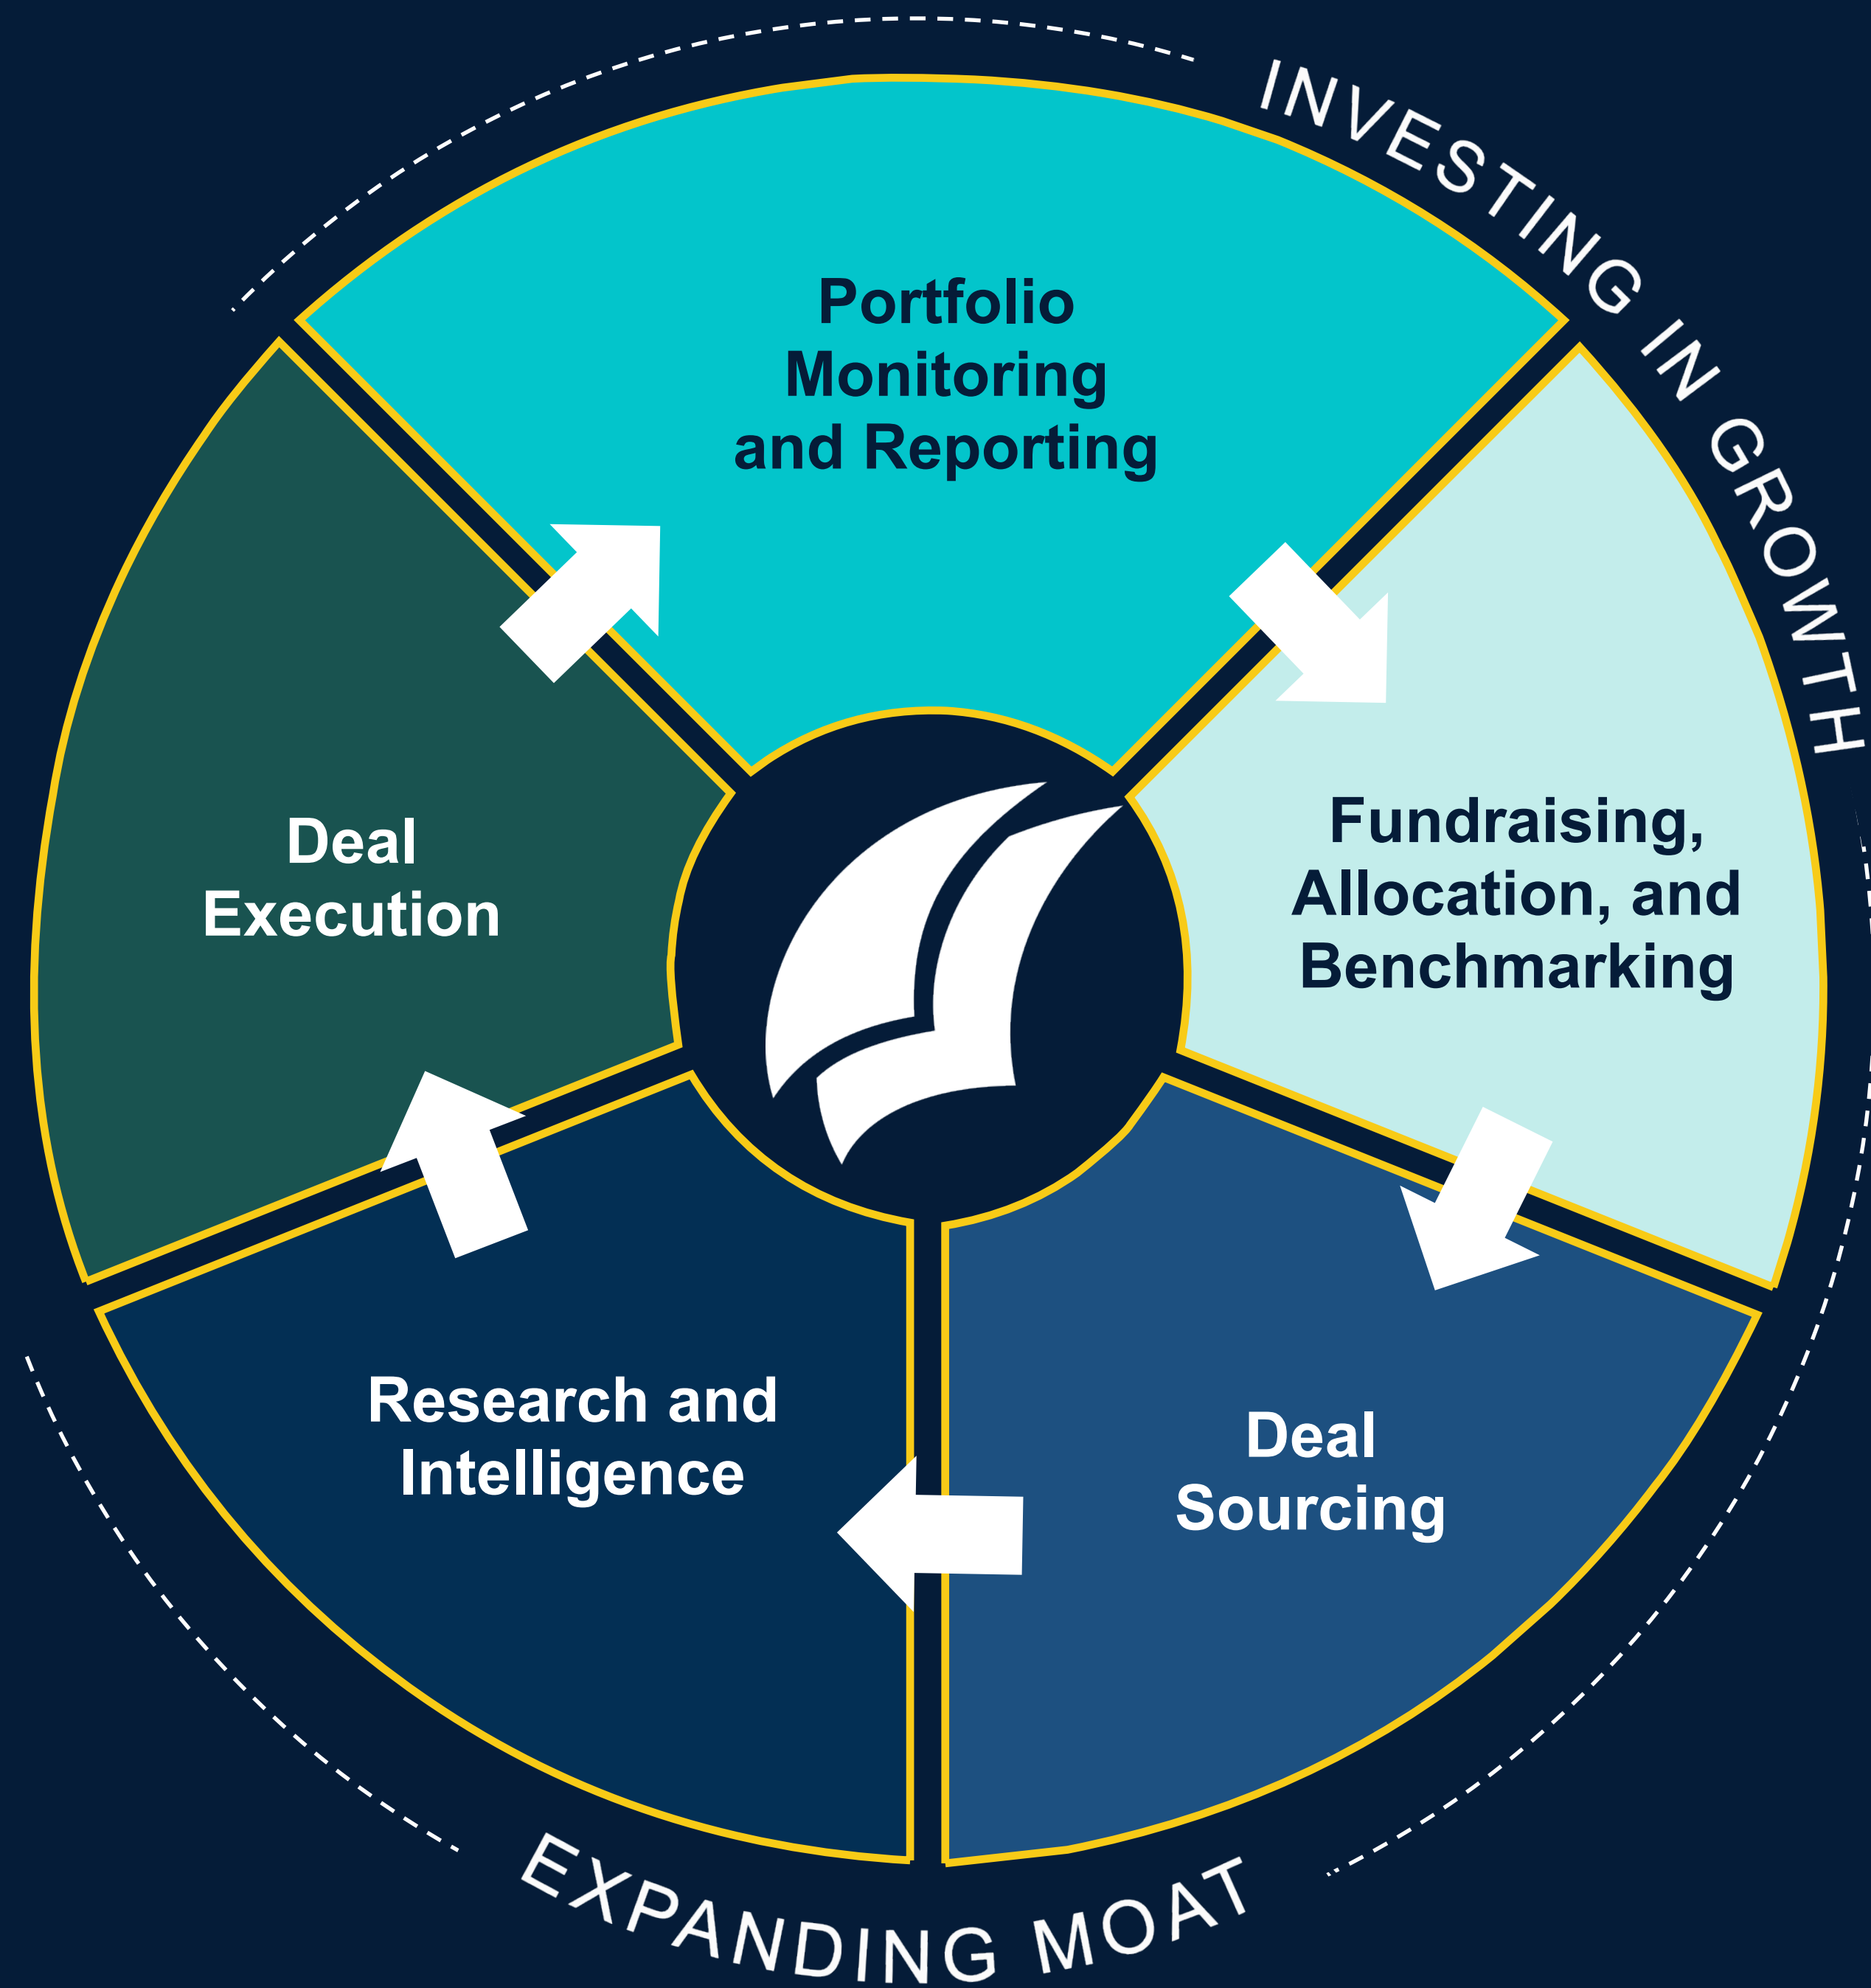 INVESTING IN GROWTH
Portfolio
Monitoring
and Reporting
Fundraising,
Allocation, and
Benchmarking
Deal
Execution
Research and
Intelligence
Deal
Sourcing
EXPANDING MOAT